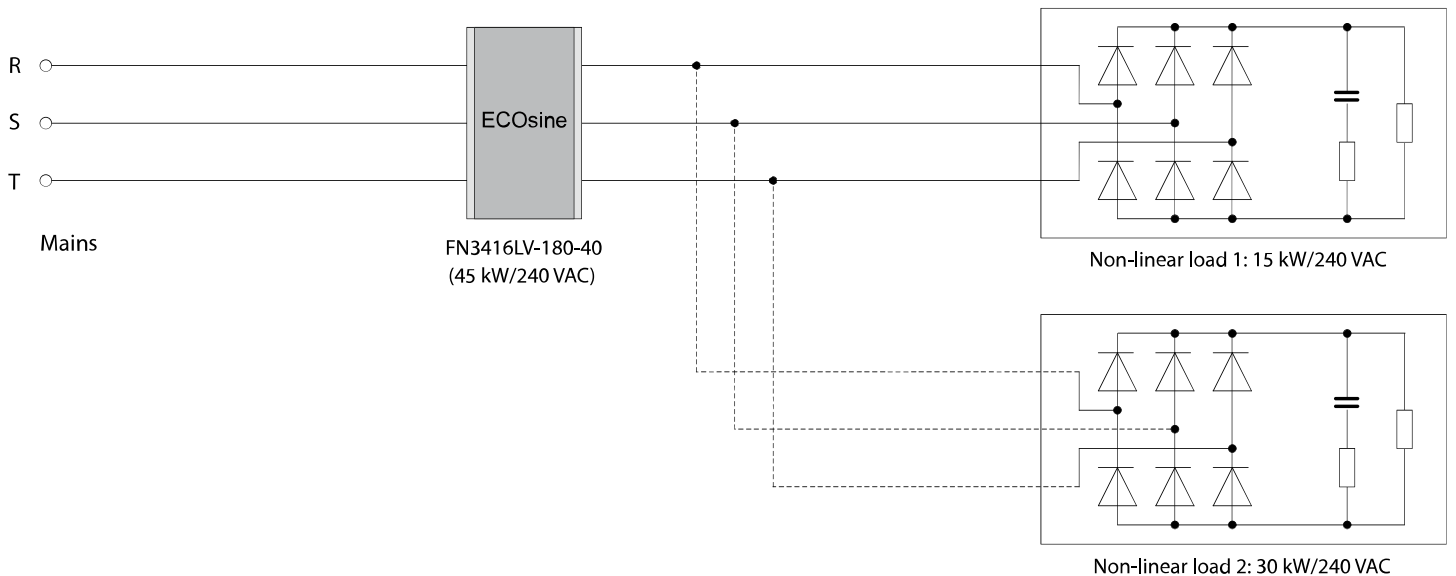 R
S
T
Mains
ECOsine
FN3416LV-180-40
(45 kW/240 VAC)
Non-linear load 1: 15 kW/240 VAC
Non-linear load 2: 30 kW/240 VAC